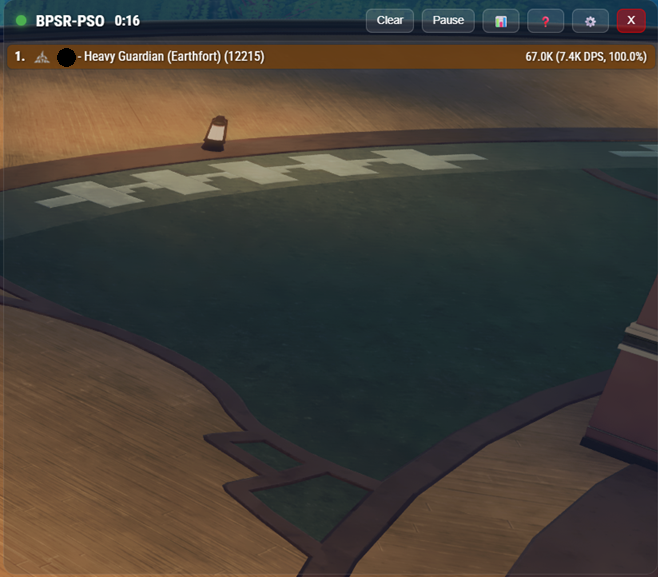 BPSR-PSO 0:16 Clear Pause X
1. - Heavy Guardian (Earthfort) (12215) 67.0K (7.4K DPS, 100.0%)